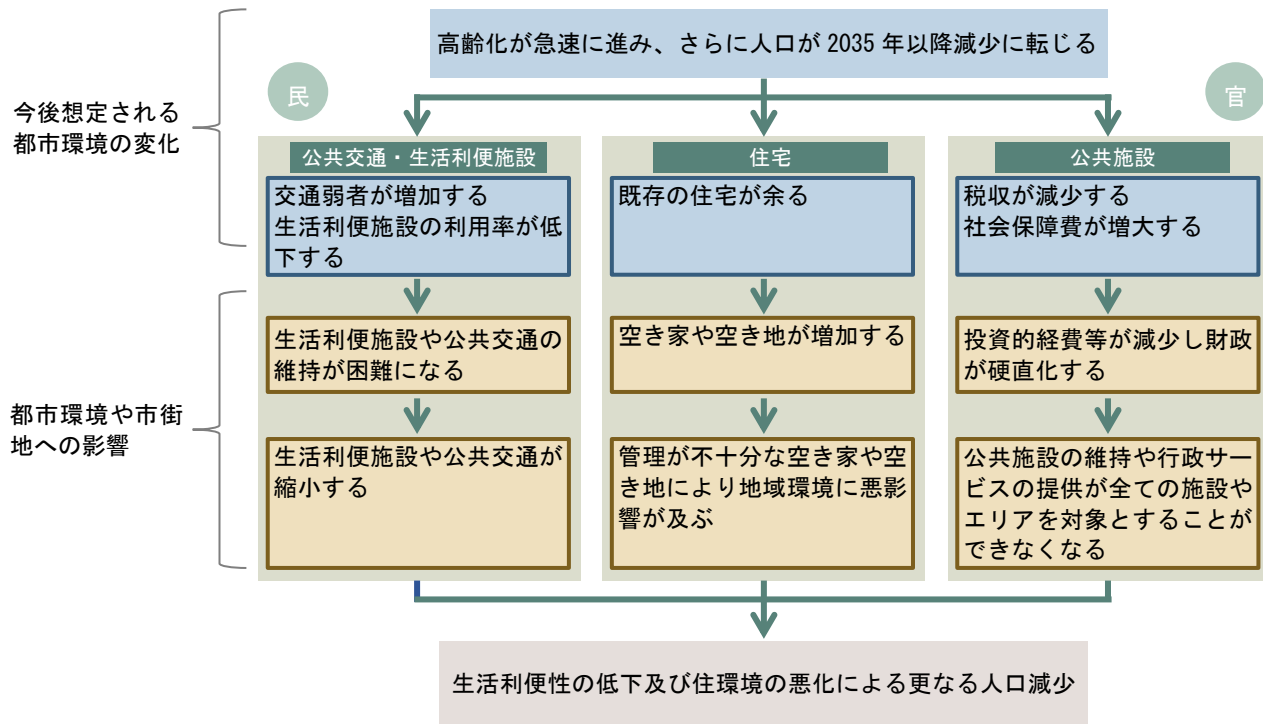 高齢化が急速に進み、さらに人口が 2035 年以降減少に転じる
民
官
今後想定される
都市環境の変化
公共交通・生活利便施設
交通弱者が増加する
生活利便施設の利用率が低
下する
生活利便施設や公共交通の
維持が困難になる
生活利便施設や公共交通が
縮小する
住宅
既存の住宅が余る
空き家や空き地が増加する
管理が不十分な空き家や空
き地により地域環境に悪影
響が及ぶ
公共施設
税収が減少する
社会保障費が増大する
投資的経費等が減少し財政
が硬直化する
公共施設の維持や行政サー
ビスの提供が全ての施設や
エリアを対象とすることが
できなくなる
都市環境や市街
地への影響
生活利便性の低下及び住環境の悪化による更なる人口減少